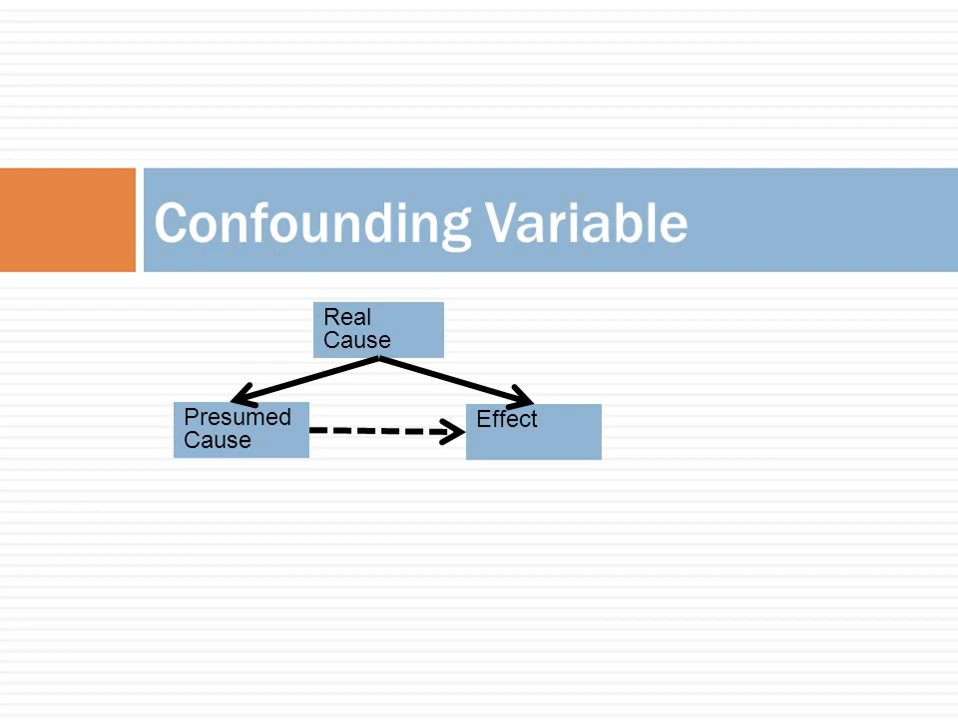 Confounding Variable
Real
Cause
Presumed
Cause
Effect